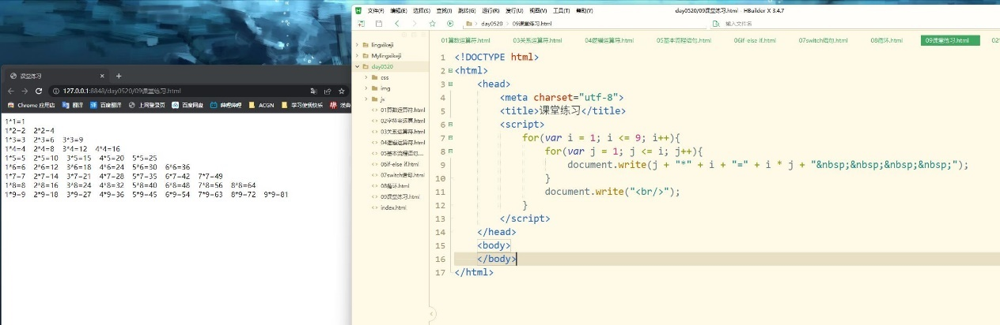 课堂练习
127.0.0.1:8848/day0520/09课堂练习.html
Chrome 应用店 翻译 百度翻译 上网登录页 百度网盘 哔哩哔哩 ACGN 学习使我快乐
1*1=1
1*2=2 2*2=4
1*3=3 2*3=6 3*3=9
1*4=4 2*4=8 3*4=12 4*4=16
1*5=5 2*5=10 3*5=15 4*5=20 5*5=25
1*6=6 2*6=12 3*6=18 4*6=24 5*6=30 6*6=36
1*7=7 2*7=14 3*7=21 4*7=28 5*7=35 6*7=42 7*7=49
1*8=8 2*8=16 3*8=24 4*8=32 5*8=40 6*8=48 7*8=56 8*8=64
1*9=9 2*9=18 3*9=27 4*9=36 5*9=45 6*9=54 7*9=63 8*9=72 9*9=81
文件(F) 编辑(E) 选择(S) 查找(I) 跳转(G) 运行(R) 发行(U) 视图(V) 工具(T) 帮助(Y)
day0520/09课堂练习.html - HBuilder X 3.4.7
day0520 09课堂练习.html
输入文件名
lingxikeji
Mylingxikeji
day0520
css
img
js
01算数运算符.html
02字符串运算.html
03关系运算符.html
04逻辑运算符.html
05基本流程语句....
06if-else if.html
07switch语句.html
08循环.html
09课堂练习.html
index.html
01算数运算符.html 03关系运算符.html 04逻辑运算符.html 05基本流程语句.html 06if-else if.html 07switch语句.html 08循环.html 09课堂练习.html
1 <!DOCTYPE html>
2 <html>
3 <head>
4 <meta charset="utf-8">
5 <title>课堂练习</title>
6 <script>
7 for(var i = 1; i <= 9; i++){
8 for(var j = 1; j <= i; j++){
9 document.write(j + "*" + i + "=" + i * j + "&nbsp;&nbsp;&nbsp;&nbsp;");
10 }
11 document.write("<br/>");
12 }
13 </script>
14 </head>
15 <body>
16 </body>
17 </html>